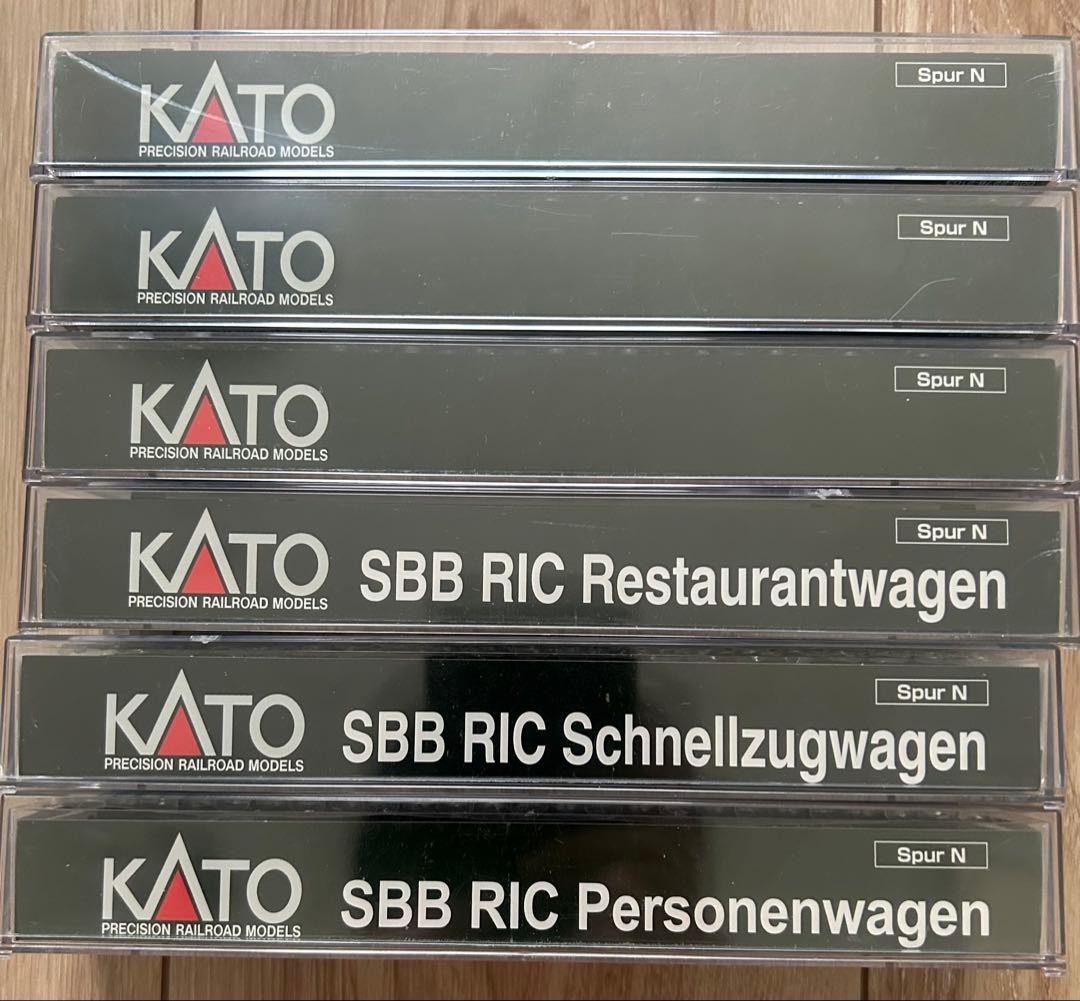 KATO
PRECISION RAILROAD MODELS
Spur N
KATO
PRECISION RAILROAD MODELS
Spur N
KATO
PRECISION RAILROAD MODELS
Spur N
KATO
PRECISION RAILROAD MODELS
SBB RIC Restaurantwagen
Spur N
KATO
PRECISION RAILROAD MODELS
SBB RIC Schnellzugwagen
Spur N
KATO
PRECISION RAILROAD MODELS
SBB RIC Personenwagen
Spur N